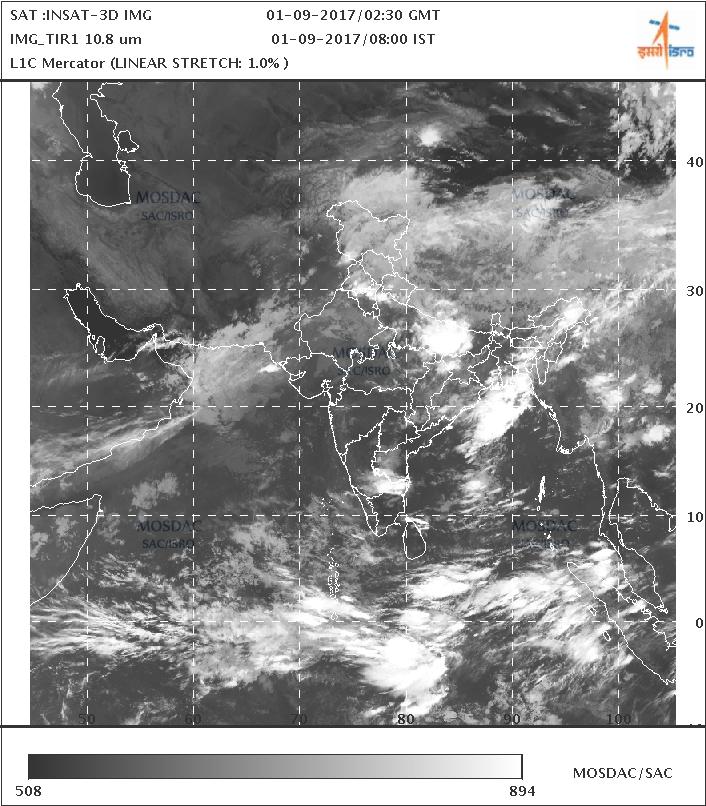 SAT :INSAT-3D IMG
01-09-2017/02:30 GMT
IMG_TIR1 10.8 um
01-09-2017/08:00 IST
L1C Mercator (LINEAR STRETCH: 1.0% )
इसरो isro
40
MOSDAC
SAC/ISRO
MOSDAC
SAC/ISRO
30
MOSDAC
SAC/ISRO
20
10
MOSDAC
SAC/ISRO
MOSDAC
SAC/ISRO
0
50 60 70 80 90 100
508
894
MOSDAC/SAC